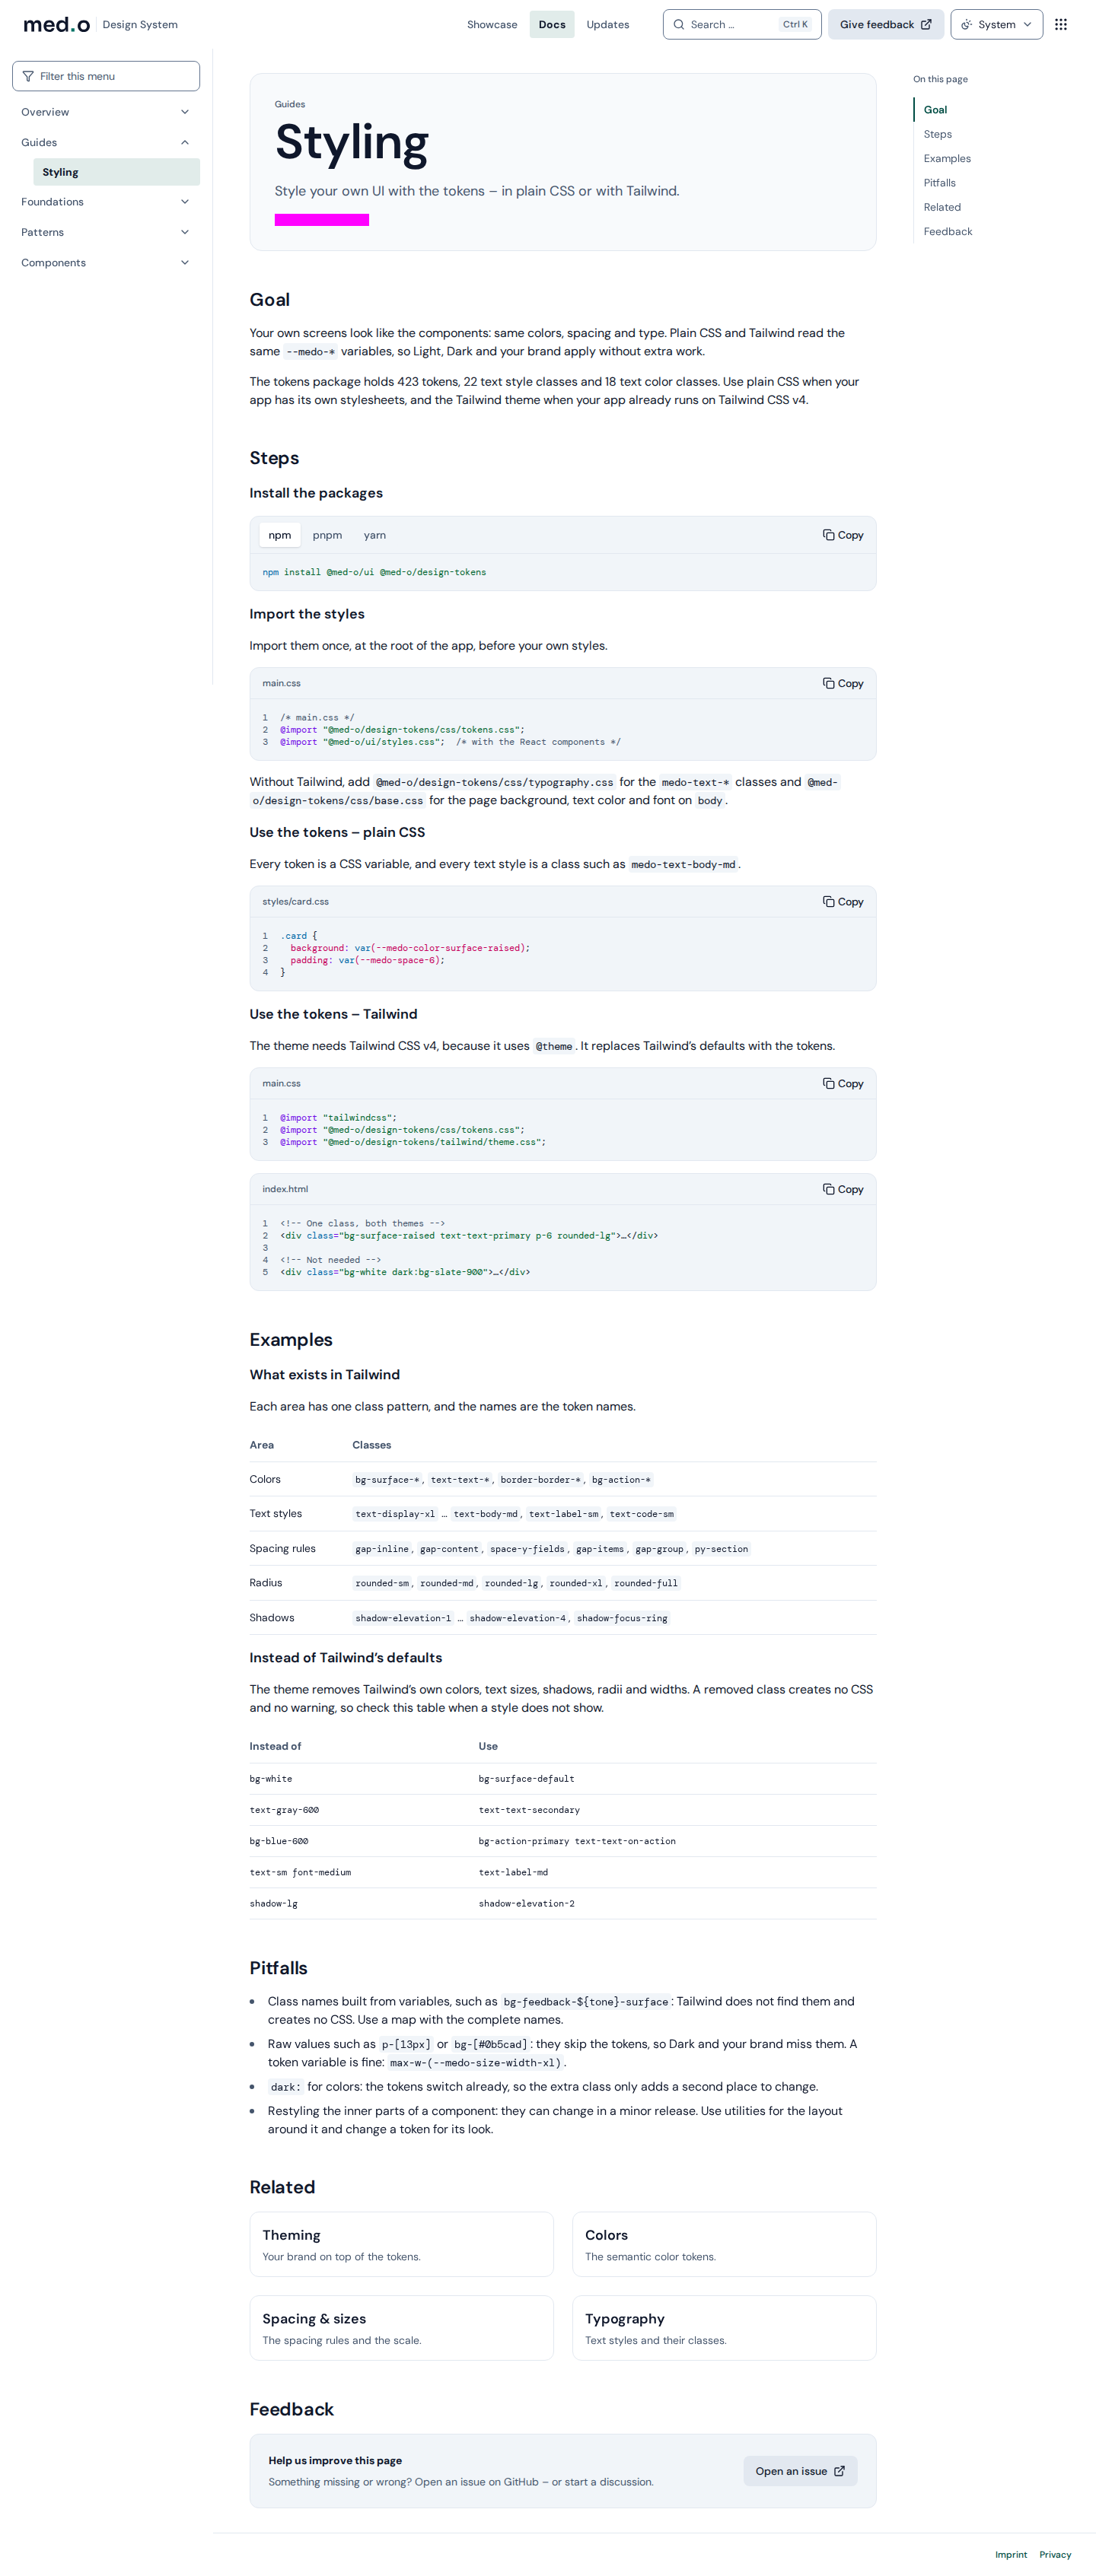 med.o Design System Showcase Docs Updates Search ... Ctrl K Give feedback System
Filter this menu
Overview
Guides
Styling
Foundations
Patterns
Components
Guides
Styling
Style your own UI with the tokens – in plain CSS or with Tailwind.
On this page
Goal
Steps
Examples
Pitfalls
Related
Feedback
Goal
Your own screens look like the components: same colors, spacing and type. Plain CSS and Tailwind read the
same --medo-* variables, so Light, Dark and your brand apply without extra work.
The tokens package holds 423 tokens, 22 text style classes and 18 text color classes. Use plain CSS when your
app has its own stylesheets, and the Tailwind theme when your app already runs on Tailwind CSS v4.
Steps
Install the packages
npm pnpm yarn Copy
npm install @med-o/ui @med-o/design-tokens
Import the styles
Import them once, at the root of the app, before your own styles.
main.css Copy
1 /* main.css */
2 @import "@med-o/design-tokens/css/tokens.css";
3 @import "@med-o/ui/styles.css"; /* with the React components */
Without Tailwind, add @med-o/design-tokens/css/typography.css for the medo-text-* classes and @med-
o/design-tokens/css/base.css for the page background, text color and font on body.
Use the tokens – plain CSS
Every token is a CSS variable, and every text style is a class such as medo-text-body-md.
styles/card.css Copy
1 .card {
2 background: var(--medo-color-surface-raised);
3 padding: var(--medo-space-6);
4 }
Use the tokens – Tailwind
The theme needs Tailwind CSS v4, because it uses @theme. It replaces Tailwind's defaults with the tokens.
main.css Copy
1 @import "tailwindcss";
2 @import "@med-o/design-tokens/css/tokens.css";
3 @import "@med-o/design-tokens/tailwind/theme.css";
index.html Copy
1 <!-- One class, both themes -->
2 <div class="bg-surface-raised text-text-primary p-6 rounded-lg">…</div>
3
4 <!-- Not needed -->
5 <div class="bg-white dark:bg-slate-900">…</div>
Examples
What exists in Tailwind
Each area has one class pattern, and the names are the token names.
Area Classes
Colors bg-surface-*, text-text-*, border-border-*, bg-action-*
Text styles text-display-xl … text-body-md, text-label-sm, text-code-sm
Spacing rules gap-inline, gap-content, space-y-fields, gap-items, gap-group, py-section
Radius rounded-sm, rounded-md, rounded-lg, rounded-xl, rounded-full
Shadows shadow-elevation-1 … shadow-elevation-4, shadow-focus-ring
Instead of Tailwind's defaults
The theme removes Tailwind's own colors, text sizes, shadows, radii and widths. A removed class creates no CSS
and no warning, so check this table when a style does not show.
Instead of Use
bg-white bg-surface-default
text-gray-600 text-text-secondary
bg-blue-600 bg-action-primary text-text-on-action
text-sm font-medium text-label-md
shadow-lg shadow-elevation-2
Pitfalls
• Class names built from variables, such as bg-feedback-${tone}-surface: Tailwind does not find them and
creates no CSS. Use a map with the complete names.
• Raw values such as p-[13px] or bg-[#0b5cad]: they skip the tokens, so Dark and your brand miss them. A
token variable is fine: max-w-(--medo-size-width-xl).
• dark: for colors: the tokens switch already, so the extra class only adds a second place to change.
• Restyling the inner parts of a component: they can change in a minor release. Use utilities for the layout
around it and change a token for its look.
Related
Theming
Your brand on top of the tokens.
Colors
The semantic color tokens.
Spacing & sizes
The spacing rules and the scale.
Typography
Text styles and their classes.
Feedback
Help us improve this page
Something missing or wrong? Open an issue on GitHub – or start a discussion.
Open an issue
Imprint Privacy